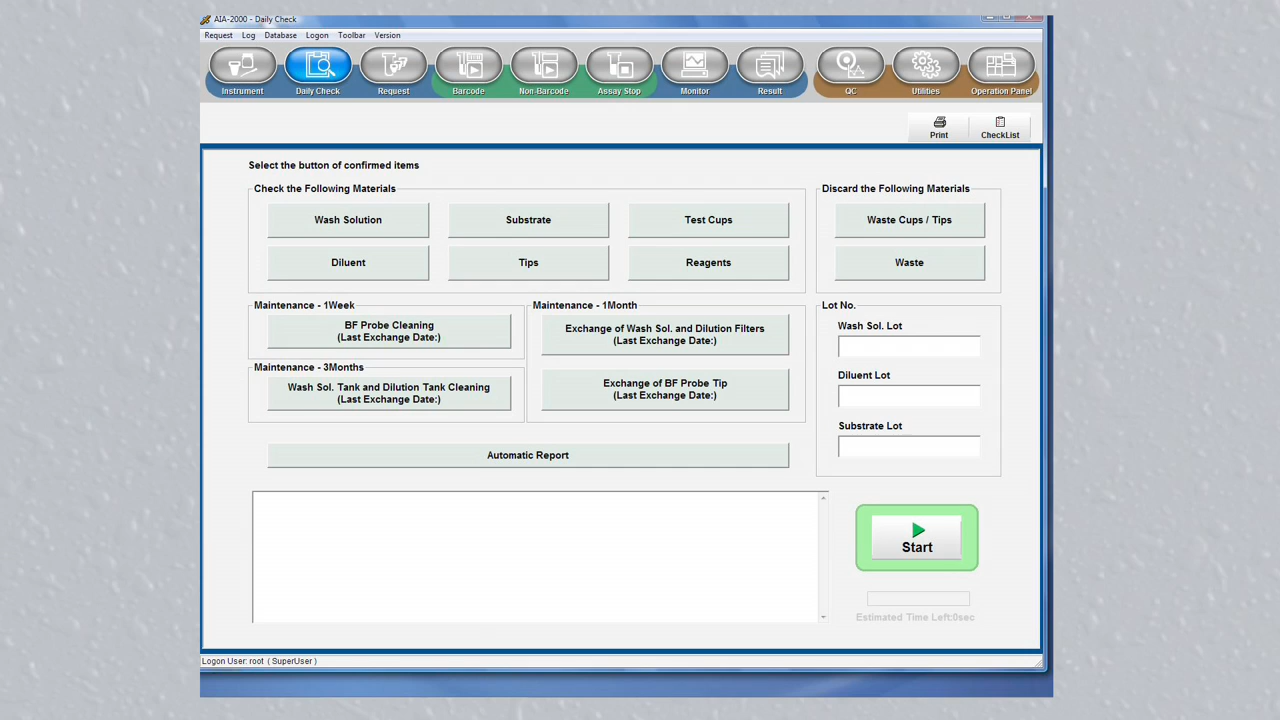 AIA-2000 - Daily Check
Request Log Database Logon Toolbar Version
Instrument Daily Check Request Barcode Non-Barcode Assay Stop Monitor Result QC Utilities Operation Panel
Print CheckList
Select the button of confirmed items
Check the Following Materials
Wash Solution Substrate Test Cups
Diluent Tips Reagents
Discard the Following Materials
Waste Cups / Tips
Waste
Maintenance - 1Week
BF Probe Cleaning
(Last Exchange Date:)
Maintenance - 3Months
Wash Sol. Tank and Dilution Tank Cleaning
(Last Exchange Date:)
Maintenance - 1Month
Exchange of Wash Sol. and Dilution Filters
(Last Exchange Date:)
Exchange of BF Probe Tip
(Last Exchange Date:)
Lot No.
Wash Sol. Lot
Diluent Lot
Substrate Lot
Automatic Report
Start
Estimated Time Left:0sec
Logon User: root ( SuperUser )